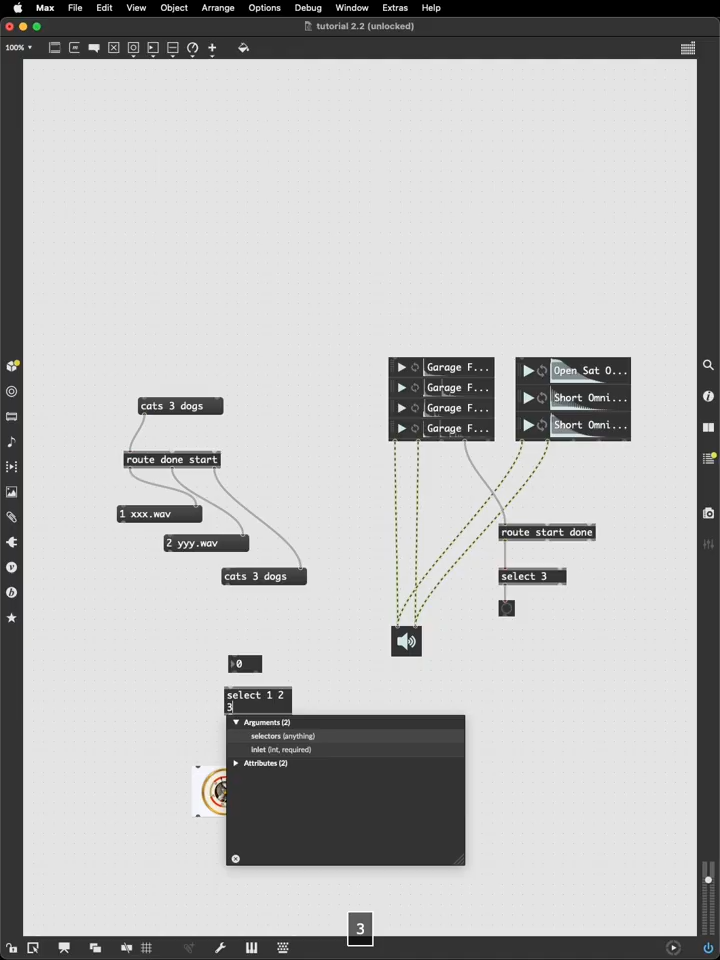 Max File Edit View Object Arrange Options Debug Window Extras Help
tutorial 2.2 (unlocked)
100%
Garage F...
Garage F...
Garage F...
Garage F...
Open Sat O...
Short Omni...
Short Omni...
cats 3 dogs
route done start
1 xxx.wav
2 yyy.wav
cats 3 dogs
route start done
select 3
0
select 1 2
3
Arguments (2)
selectors (anything)
inlet (int, required)
Attributes (2)
3